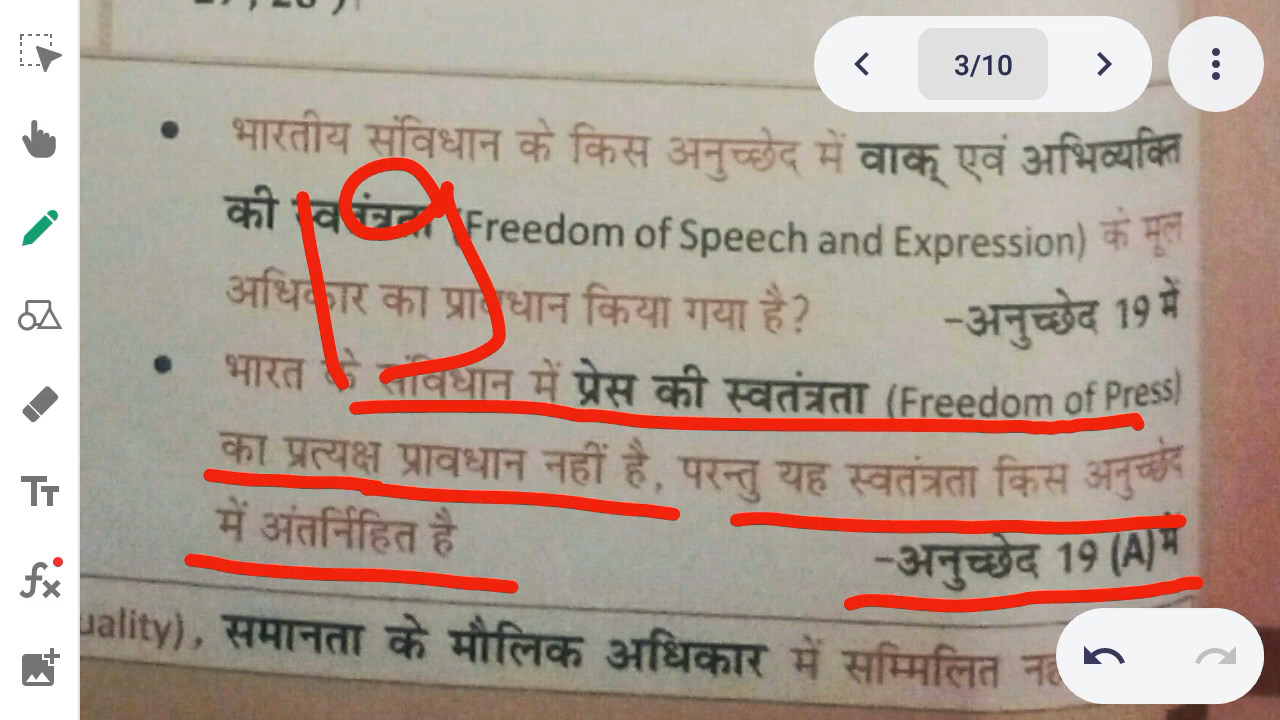 3/10
भारतीय संविधान के किस अनुच्छेद में वाक् एवं अभिव्यक्ति
की स्वतंत्रता (Freedom of Speech and Expression) के मूल
अधिकार का प्रावधान किया गया है? –अनुच्छेद 19 में
भारत के संविधान में प्रेस की स्वतंत्रता (Freedom of Press)
का प्रत्यक्ष प्रावधान नहीं है, परन्तु यह स्वतंत्रता किस अनुच्छेद
में अंतर्निहित है –अनुच्छेद 19 (A) में
uality), समानता के मौलिक अधिकार में सम्मिलित
Tт
fx